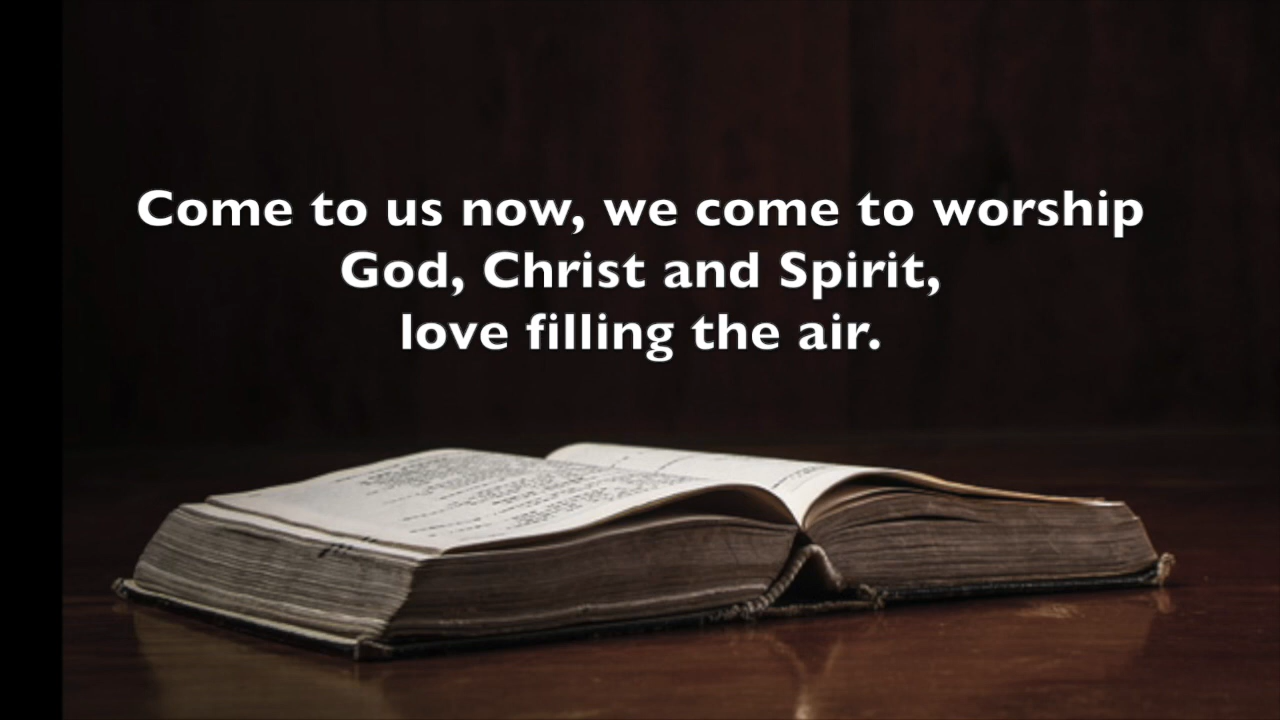 Come to us now, we come to worship
God, Christ and Spirit,
love filling the air.